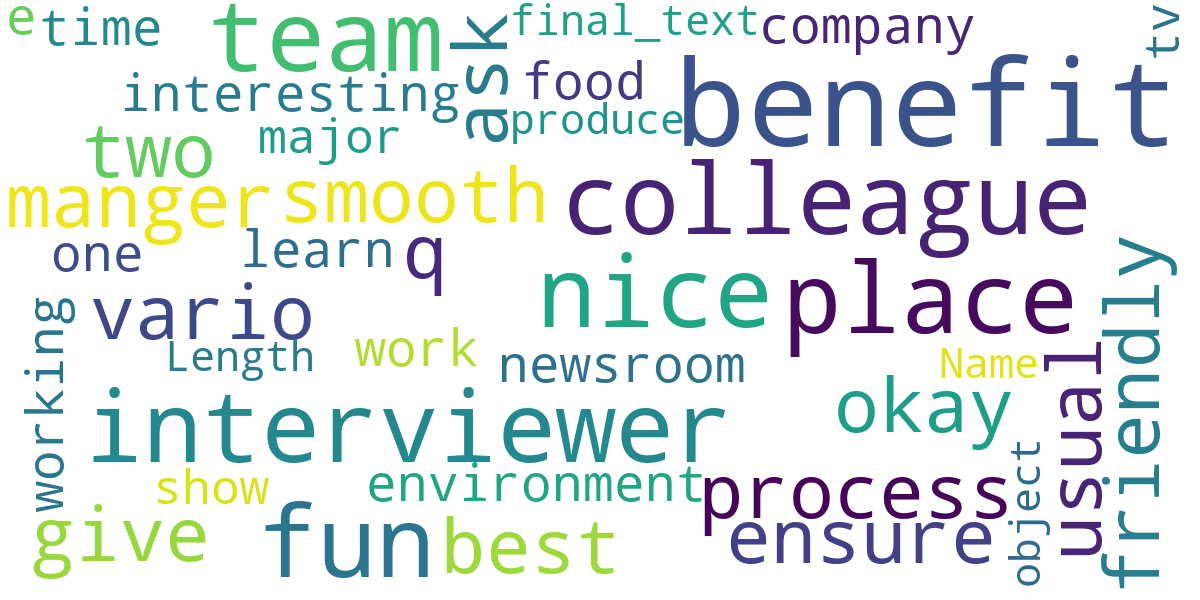 e
time
team
ask
final_text
company
tv
interesting
food
benefit
major
produce
two
manger
smooth
colleague
one
learn
q
nice
place
friendly
vario
working
Length
work
newsroom
Name
usual
interviewer
okay
object
show
environment
process
give
fun
best
ensure